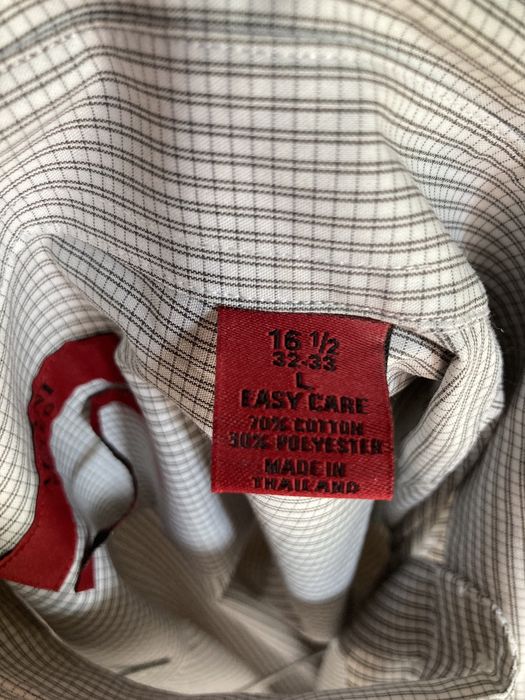 16 1/2
32-33
L
EASY CARE
70% COTTON
30% POLYESTER
MADE IN
THAILAND